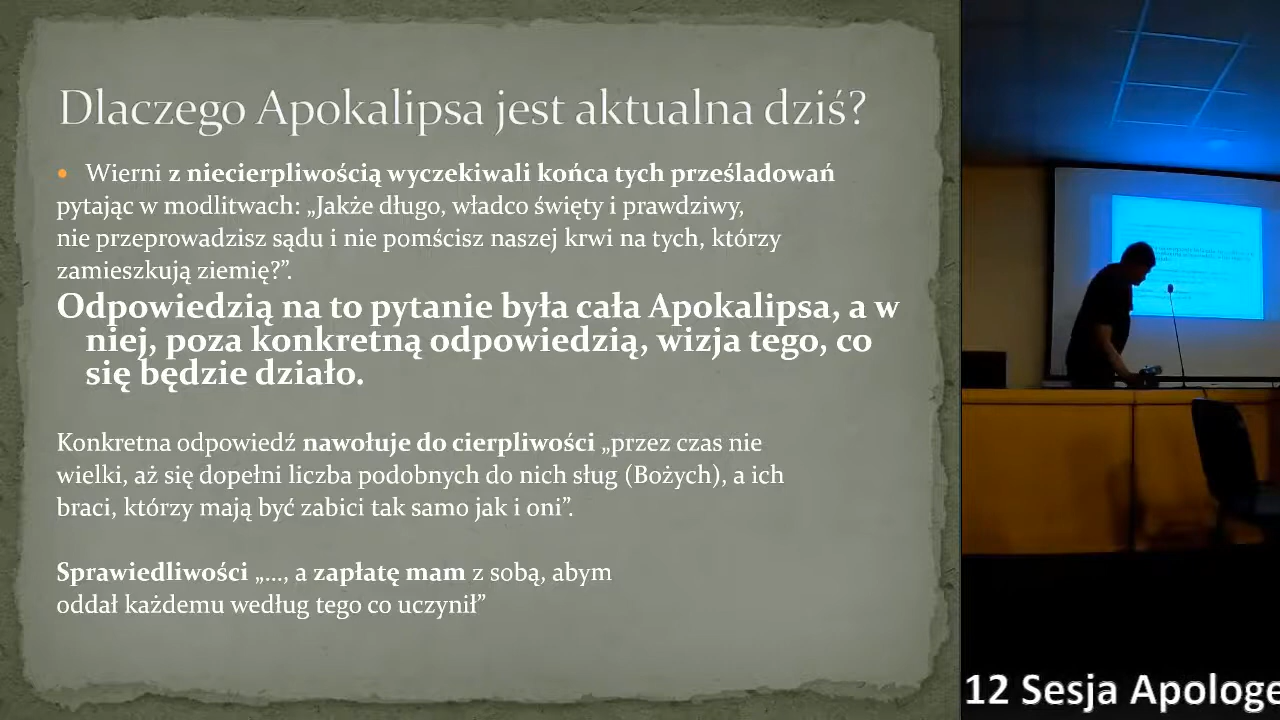 Dlaczego Apokalipsa jest aktualna dziś?
• Wierni z niecierpliwością wyczekiwali końca tych prześladowań
pytając w modlitwach: „Jakże długo, władco święty i prawdziwy,
nie przeprowadzisz sądu i nie pomścisz naszej krwi na tych, którzy
zamieszkują ziemię?”.
Odpowiedzią na to pytanie była cała Apokalipsa, a w
niej, poza konkretną odpowiedzią, wizja tego, co
się będzie działo.
Konkretna odpowiedź nawołuje do cierpliwości „przez czas nie
wielki, aż się dopełni liczba podobnych do nich sług (Bożych), a ich
braci, którzy mają być zabici tak samo jak i oni”.
Sprawiedliwości „..., a zapłatę mam z sobą, abym
oddał każdemu według tego co uczynił”
12 Sesja Apologe